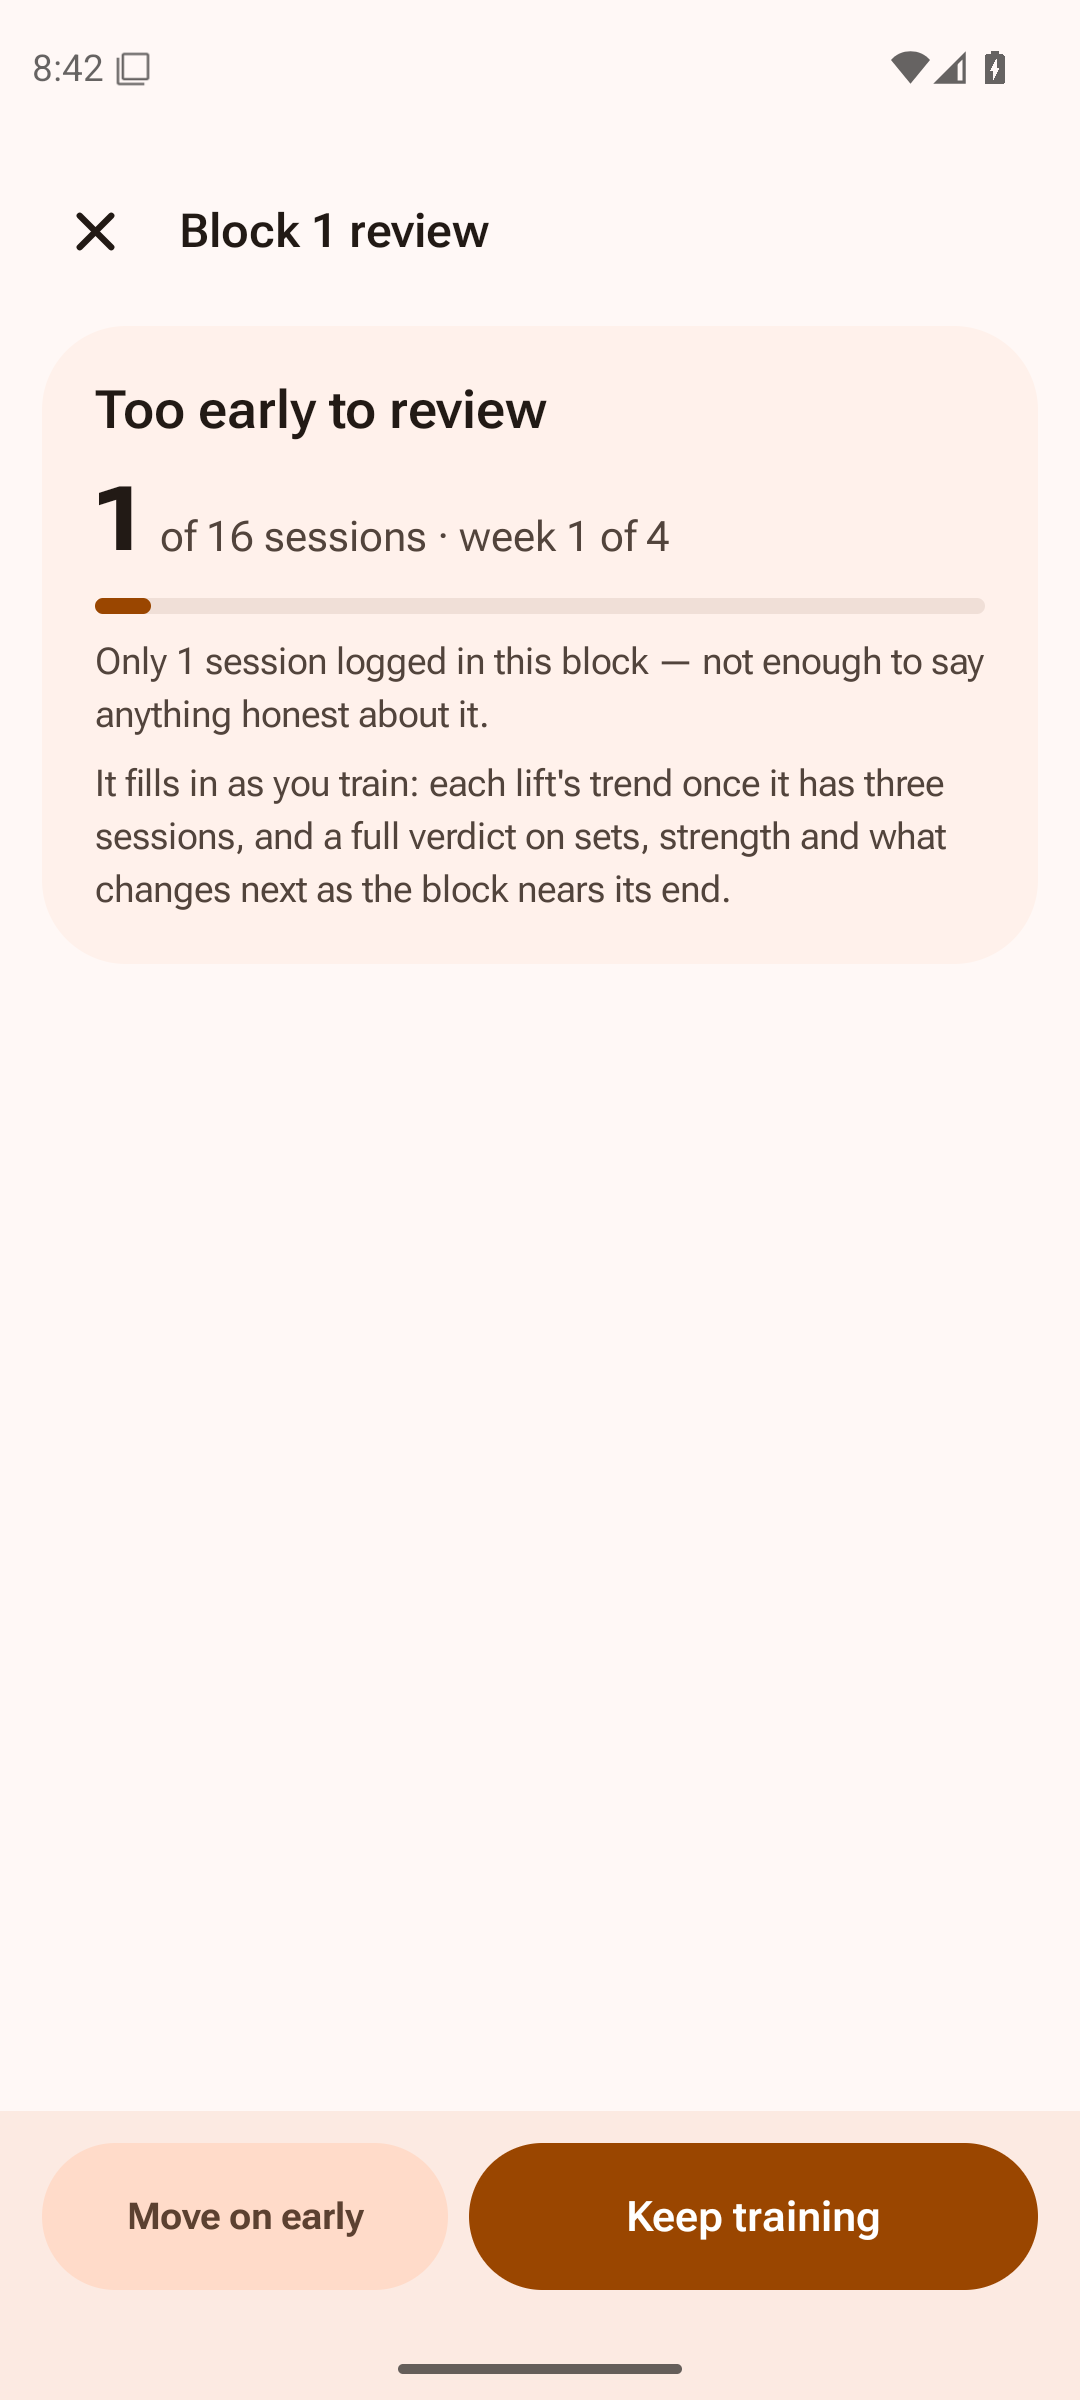 8:42
Block 1 review
Too early to review
1 of 16 sessions · week 1 of 4
Only 1 session logged in this block — not enough to say
anything honest about it.
It fills in as you train: each lift's trend once it has three
sessions, and a full verdict on sets, strength and what
changes next as the block nears its end.
Move on early
Keep training